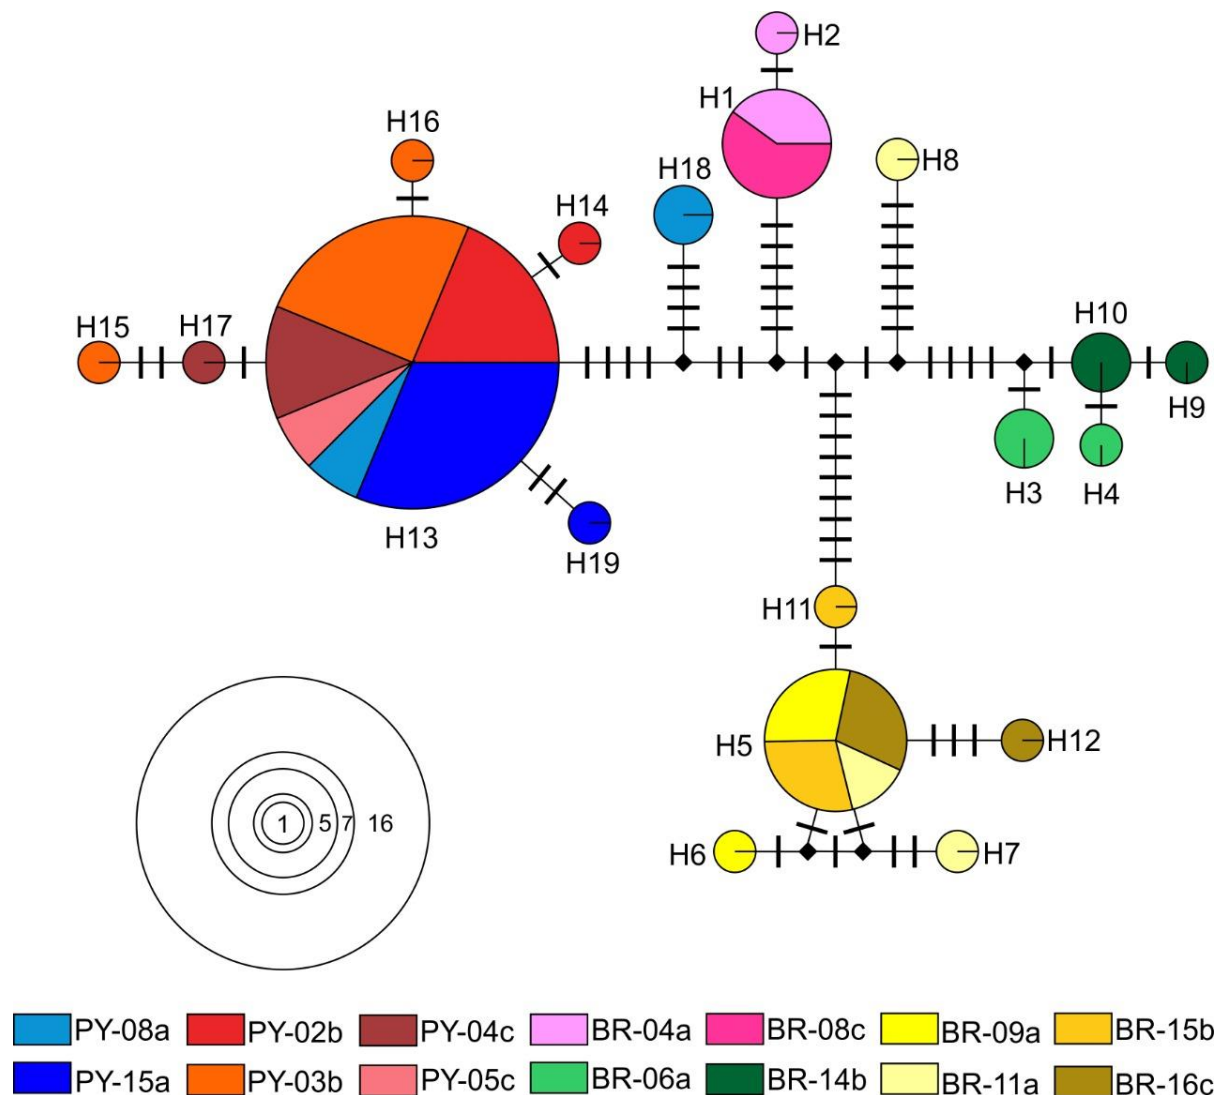 H2
H1
H16
H8
H18
H14
H10
H15
H17
H9
H3
H4
H13
H19
H11
H5
H12
1 5 7 16
H6
H7
PY-08a PY-02b PY-04c BR-04a BR-08c BR-09a BR-15b
PY-15a PY-03b PY-05c BR-06a BR-14b BR-11a BR-16c